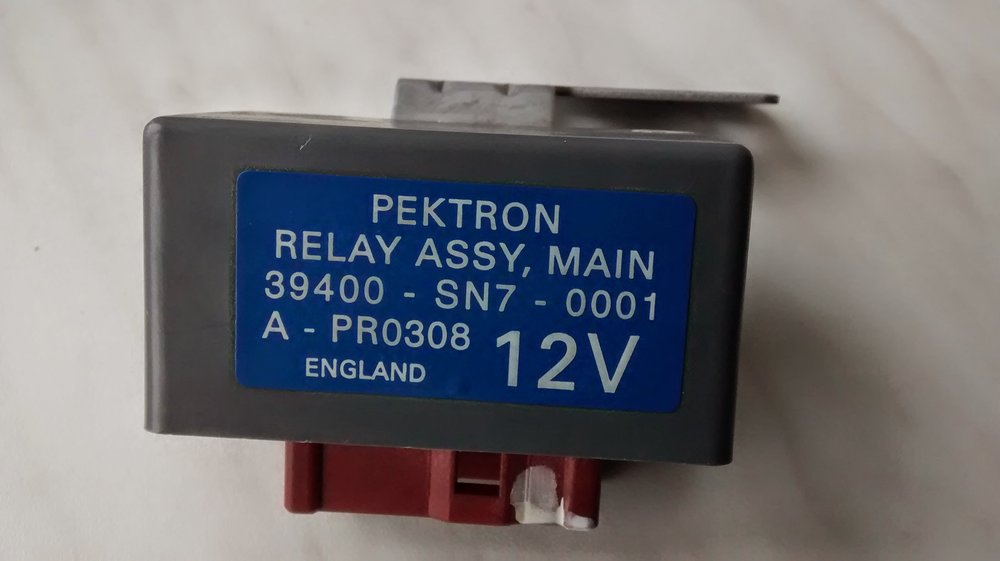 PEKTRON
RELAY ASSY, MAIN
39400 - SN7 - 0001
A - PR0308
12V
ENGLAND